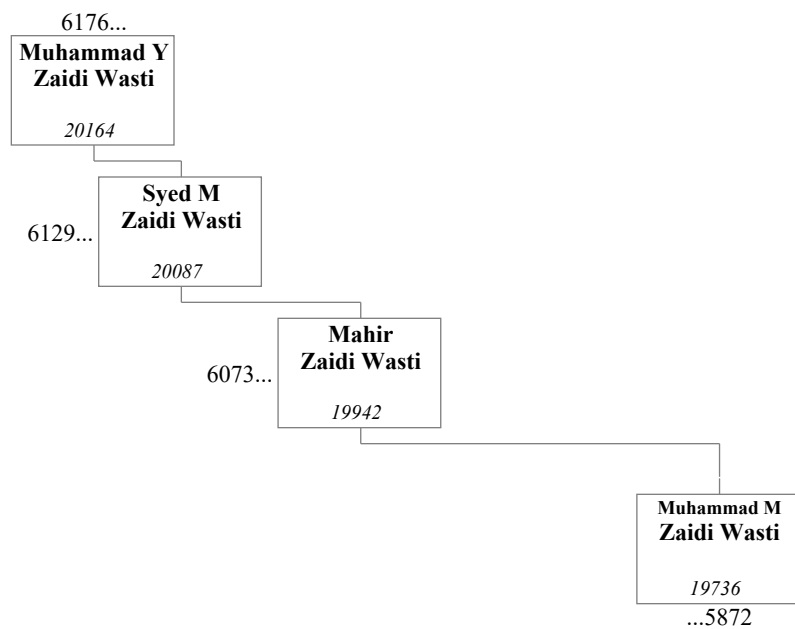 6176...
Muhammad Y
Zaidi Wasti
20164
Syed M
Zaidi Wasti
6129...
20087
Mahir
Zaidi Wasti
6073...
19942
Muhammad M
Zaidi Wasti
19736
...5872